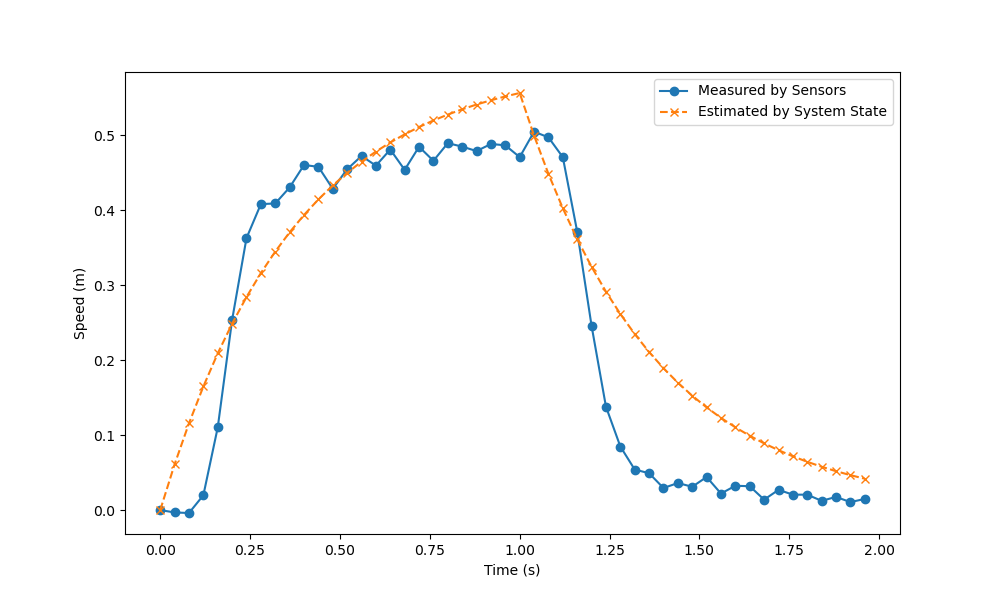 Measured by Sensors
Estimated by System State
Speed (m)
0.5
0.4
0.3
0.2
0.1
0.0
0.00 0.25 0.50 0.75 1.00 1.25 1.50 1.75 2.00
Time (s)